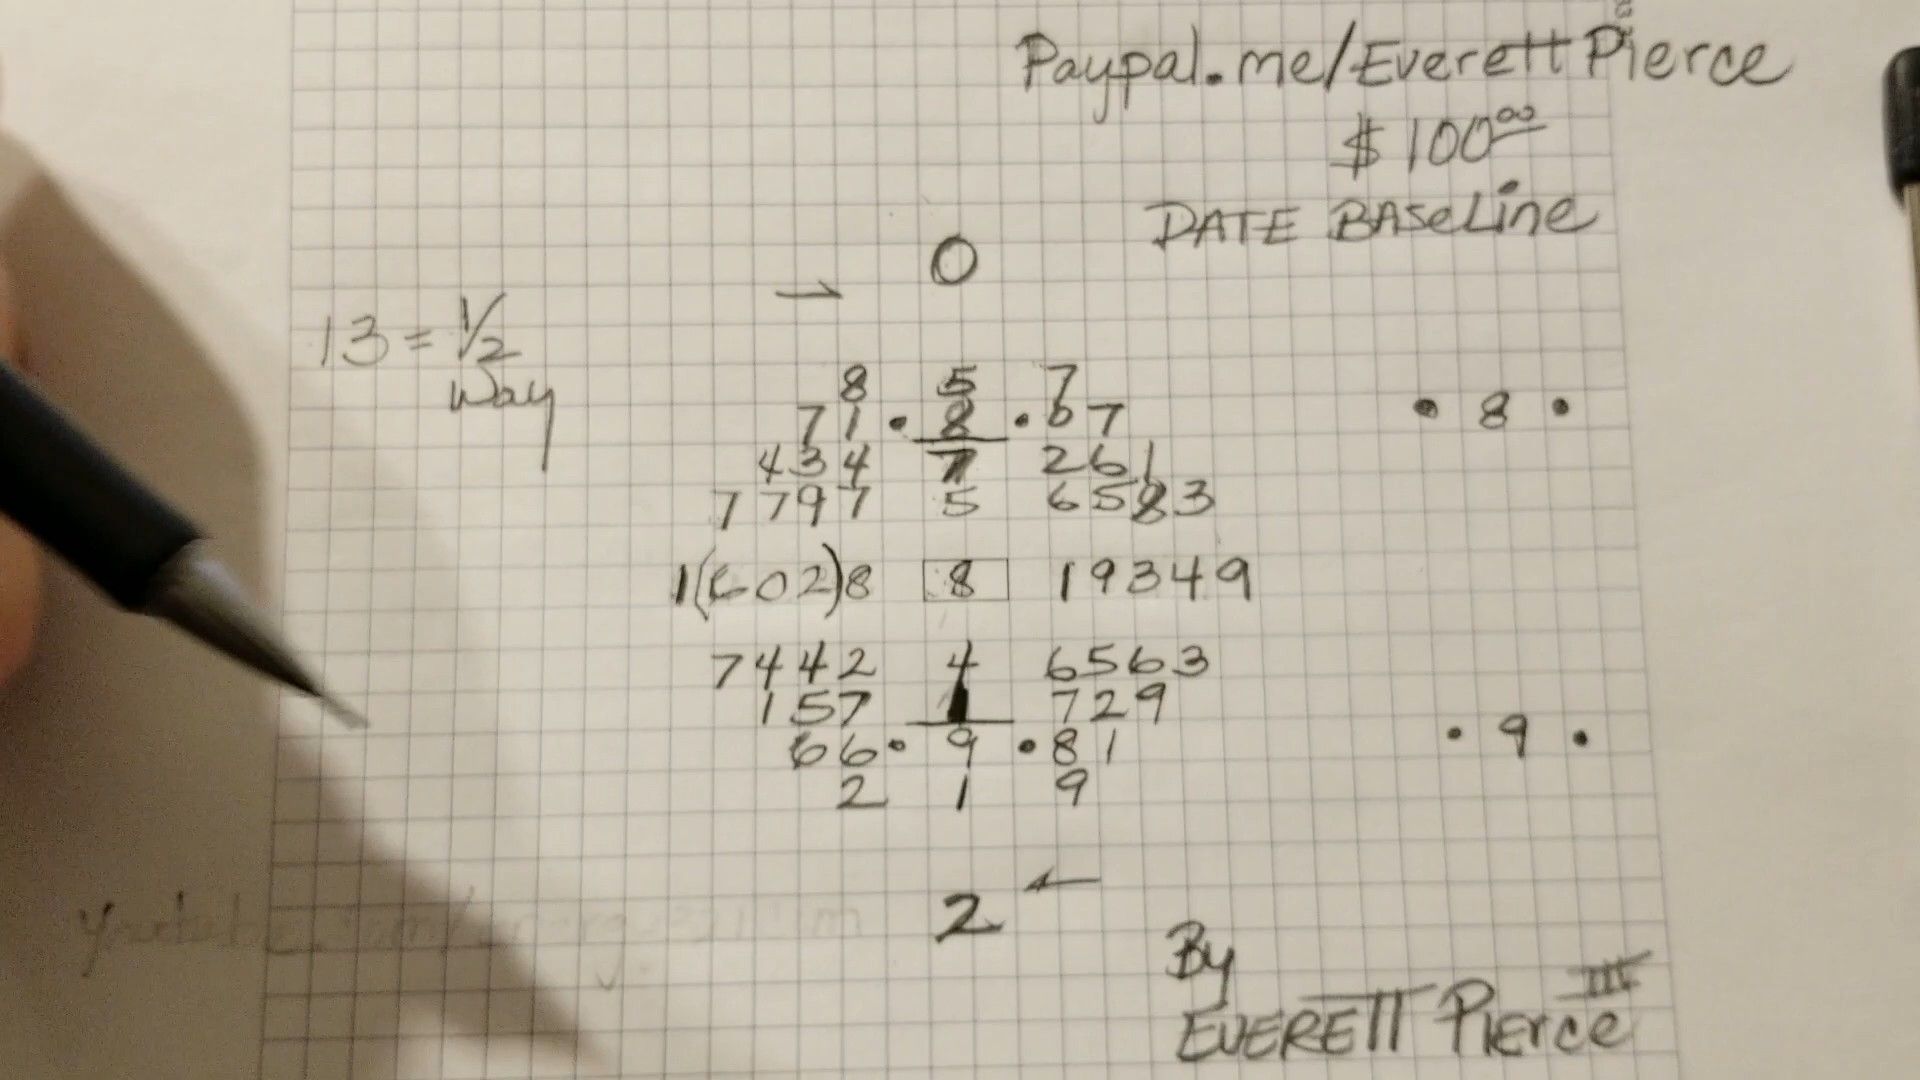 Paypal.me/Everett Pierce
$100.00
DATE BASeLine
0
13 = 1/2
Way
8 5 7
71 • 8 • 67
434 7 261
7797 5 6583
1(602)8 8 19349
7442 4 6563
157 1 729
66 • 9 • 81
2 1 9
2
• 8 •
• 9 •
By
EVERETT PIerce III